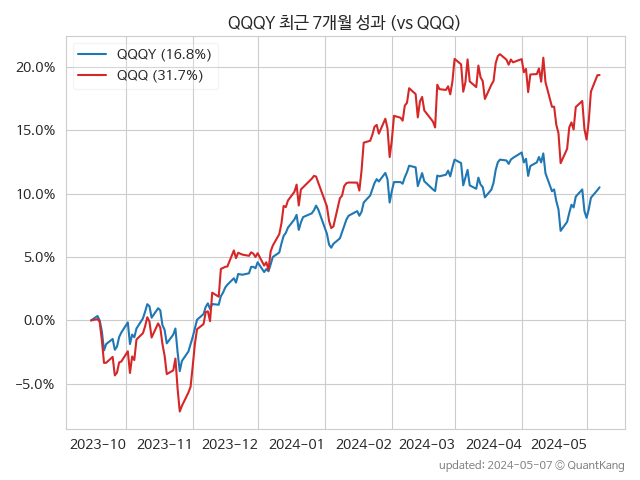 QQQY 최근 7개월 성과 (vs QQQ)
QQQY (16.8%)
QQQ (31.7%)
20.0%
15.0%
10.0%
5.0%
0.0%
−5.0%
2023−10 2023−11 2023−12 2024−01 2024−02 2024−03 2024−04 2024−05
updated: 2024-05-07 © QuantKang